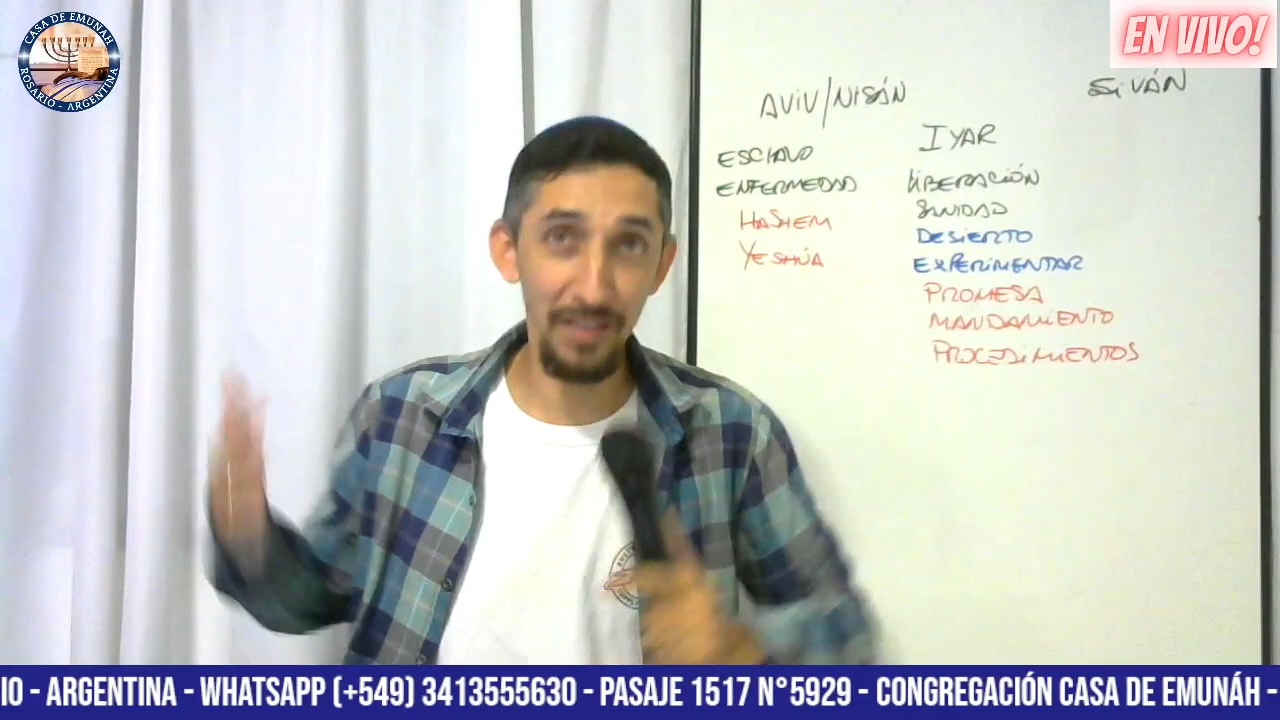 CASA DE EMUNÁH
ROSARIO - ARGENTINA
EN VIVO!
AVIV/NISÁN
ESCLAVO
ENFERMEDAD
HASHEM
YESHÚA
IYAR
LIBERACIÓN
SANIDAD
DESIERTO
EXPERIMENTAR
PROMESA
MANDAMIENTO
PROCEDIMIENTOS
SIVÁN
IO - ARGENTINA - WHATSAPP (+549) 3413555630 - PASAJE 1517 N°5929 - CONGREGACIÓN CASA DE EMUNÁH -